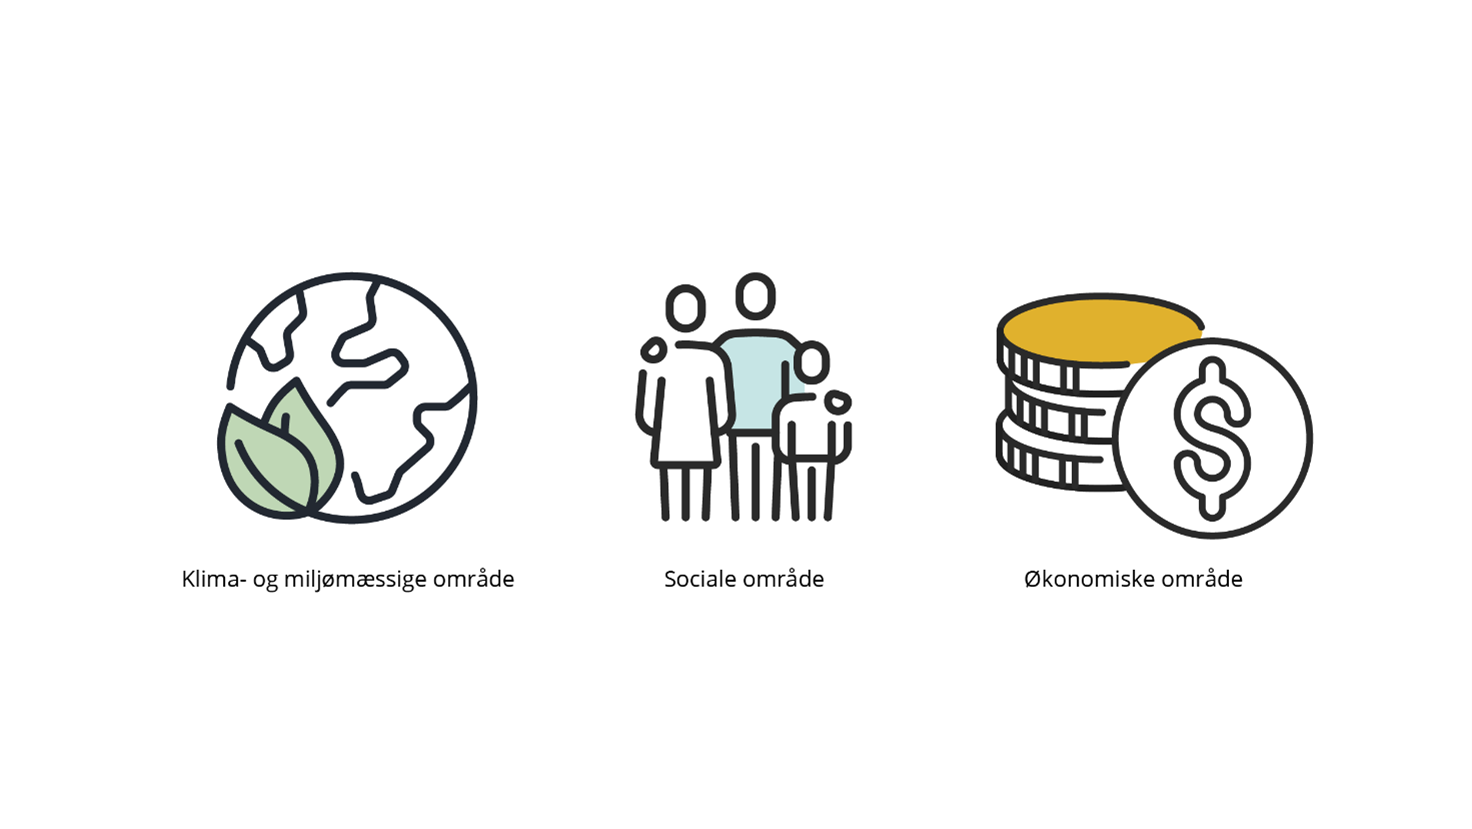 Klima- og miljømæssige område
Sociale område
Økonomiske område